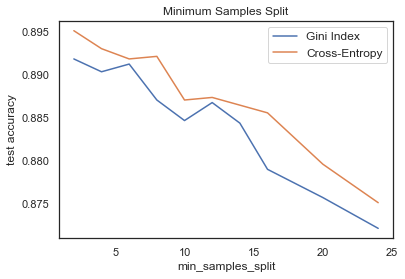 Minimum Samples Split
Gini Index
Cross-Entropy
0.895
0.890
0.885
0.880
0.875
test accuracy
5
10
15
20
25
min_samples_split